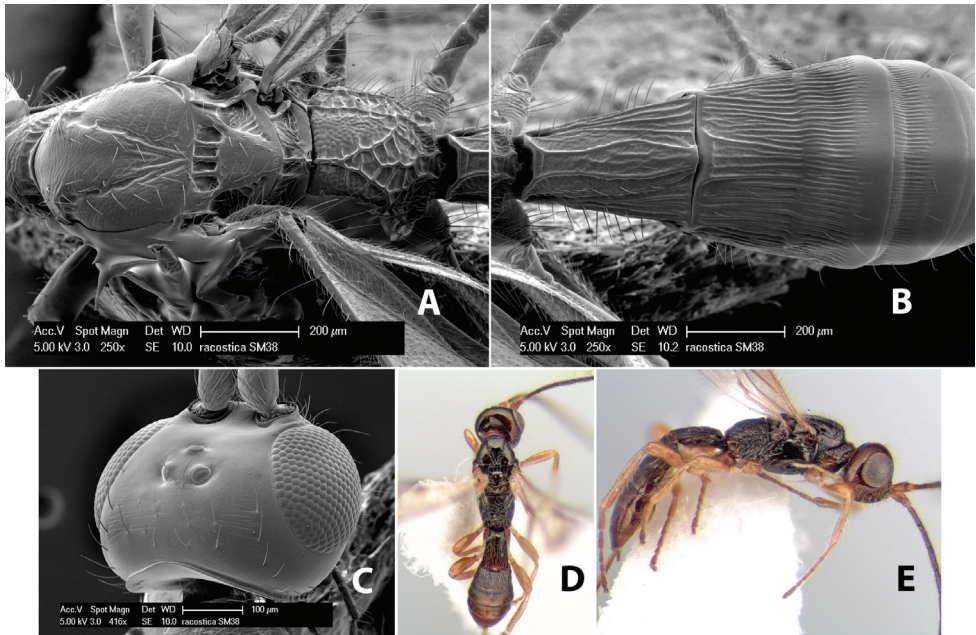 A
Acc.V Spot Magn Det WD 200 µm
5.00 kV 3.0 250x SE 10.0 racostica SM38
B
Acc.V Spot Magn Det WD 200 µm
5.00 kV 3.0 250x SE 10.2 racostica SM38
C
Acc.V Spot Magn Det WD 100 µm
5.00 kV 3.0 416x SE 10.0 racostica SM38
D
E